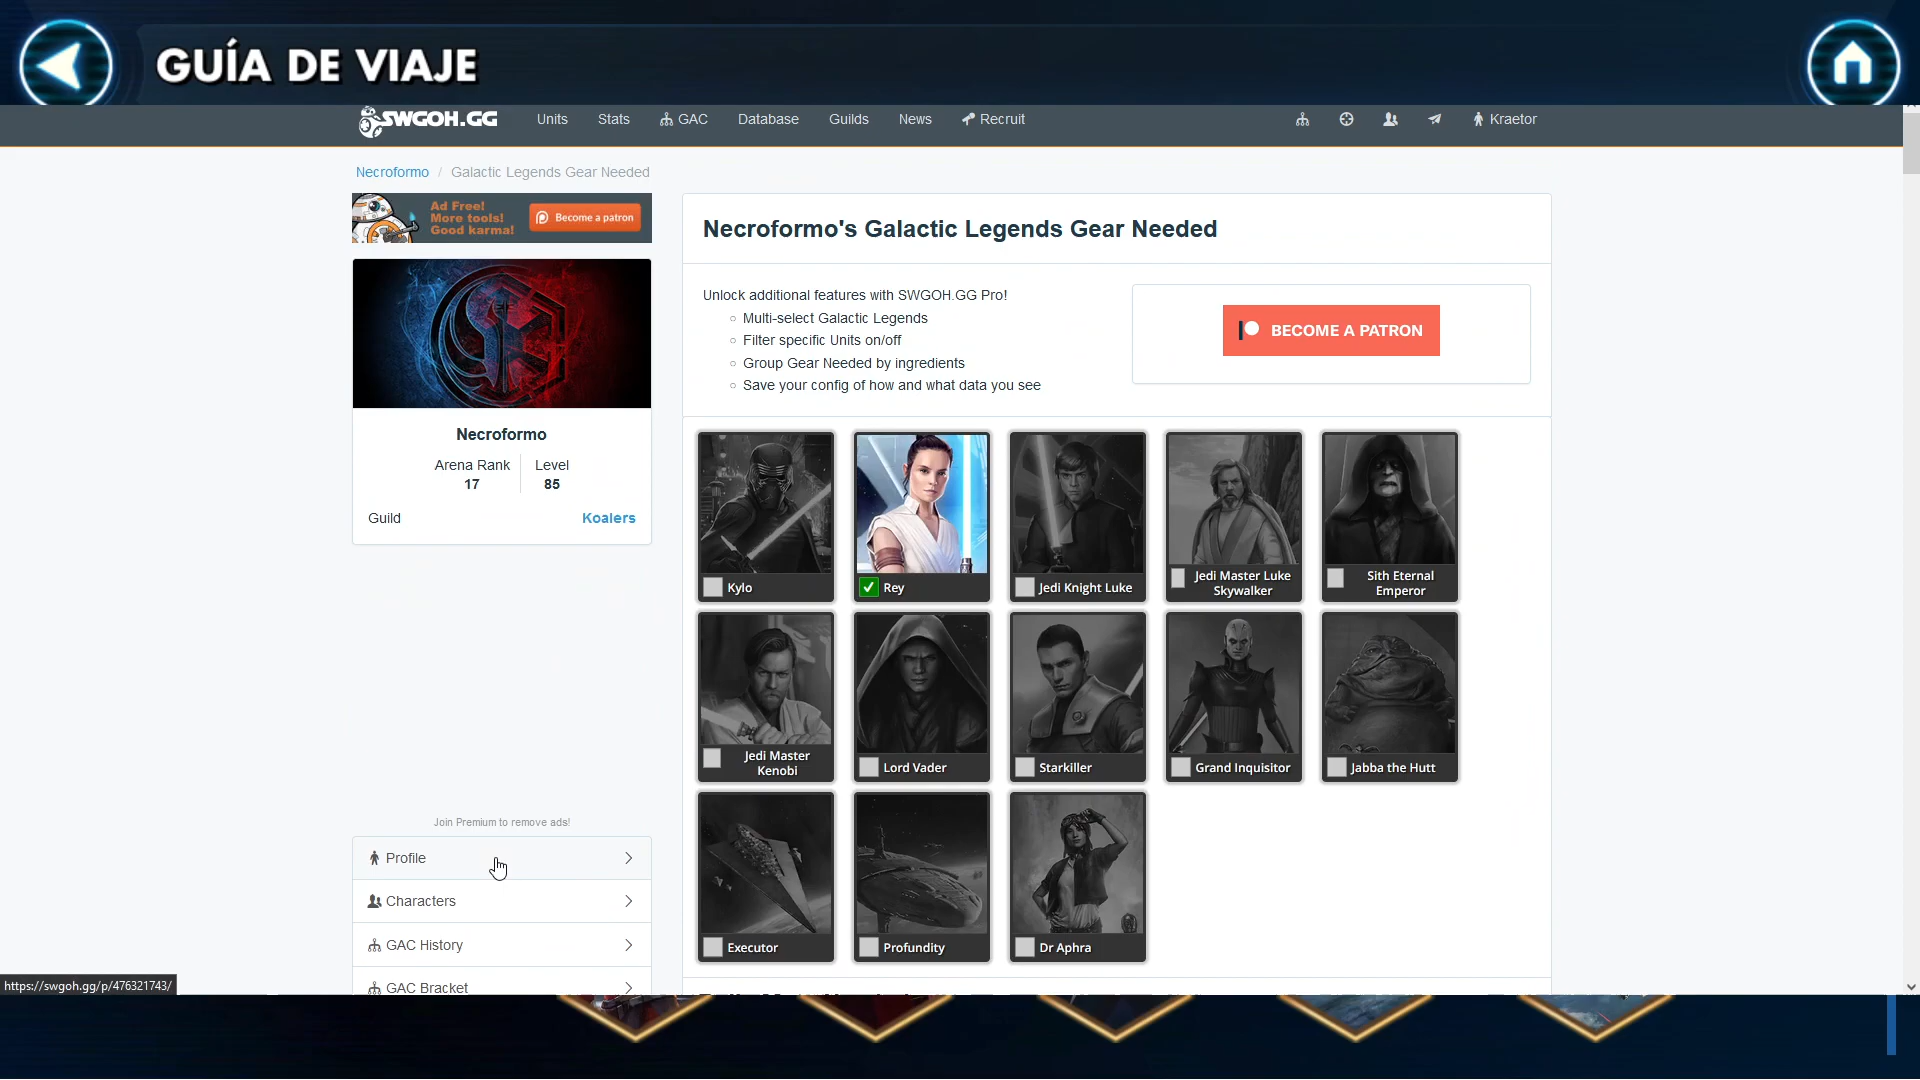 GUÍA DE VIAJE
SWGOH.GG
Units
Stats
GAC
Database
Guilds
News
Recruit
Kraetor
Necroformo / Galactic Legends Gear Needed
Ad Free!
More tools!
Good karma!
Become a patron
Necroformo
Arena Rank
17
Level
85
Guild
Koalers
Join Premium to remove ads!
Profile
Characters
GAC History
GAC Bracket
Necroformo's Galactic Legends Gear Needed
Unlock additional features with SWGOH.GG Pro!
Multi-select Galactic Legends
Filter specific Units on/off
Group Gear Needed by ingredients
Save your config of how and what data you see
BECOME A PATRON
Kylo
Rey
Jedi Knight Luke
Jedi Master Luke
Skywalker
Sith Eternal
Emperor
Jedi Master
Kenobi
Lord Vader
Starkiller
Grand Inquisitor
Jabba the Hutt
Executor
Profundity
Dr Aphra
https://swgoh.gg/p/476321743/